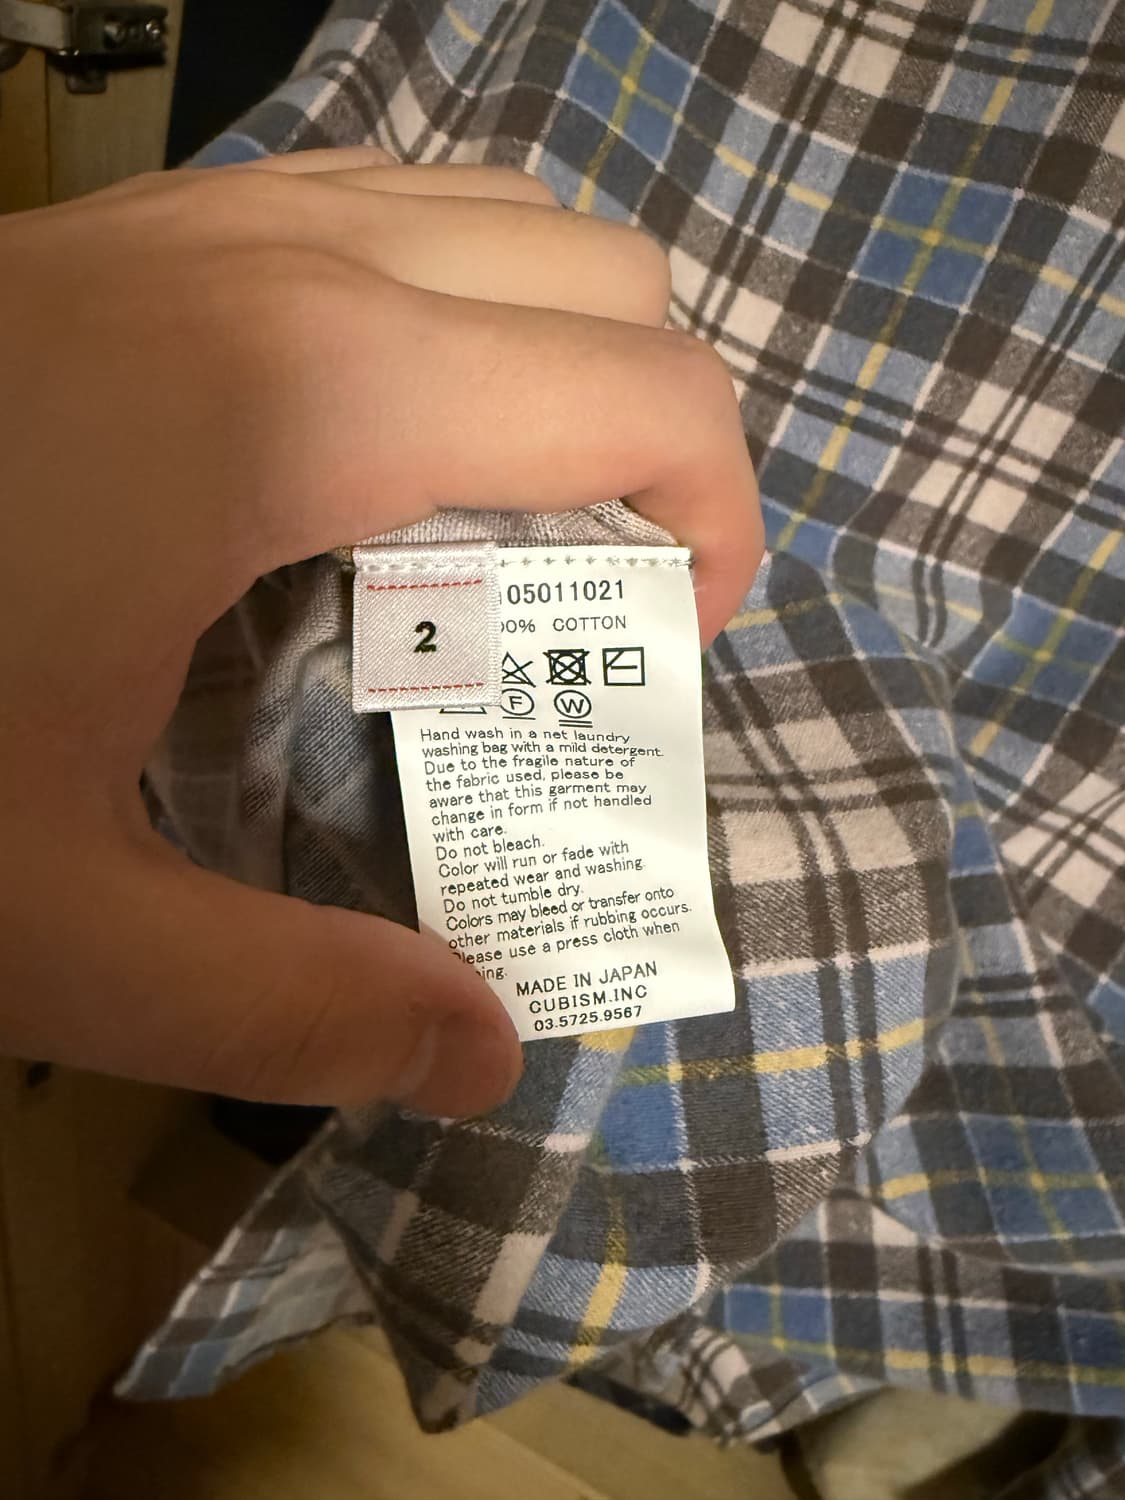 2
05011021
0% COTTON
F W
Hand wash in a net laundry
washing bag with a mild detergent.
Due to the fragile nature of
the fabric used, please be
aware that this garment may
change in form if not handled
with care.
Do not bleach.
Color will run or fade with
repeated wear and washing.
Do not tumble dry.
Colors may bleed or transfer onto
other materials if rubbing occurs.
Please use a press cloth when
ing.
MADE IN JAPAN
CUBISM.INC
03.5725.9567